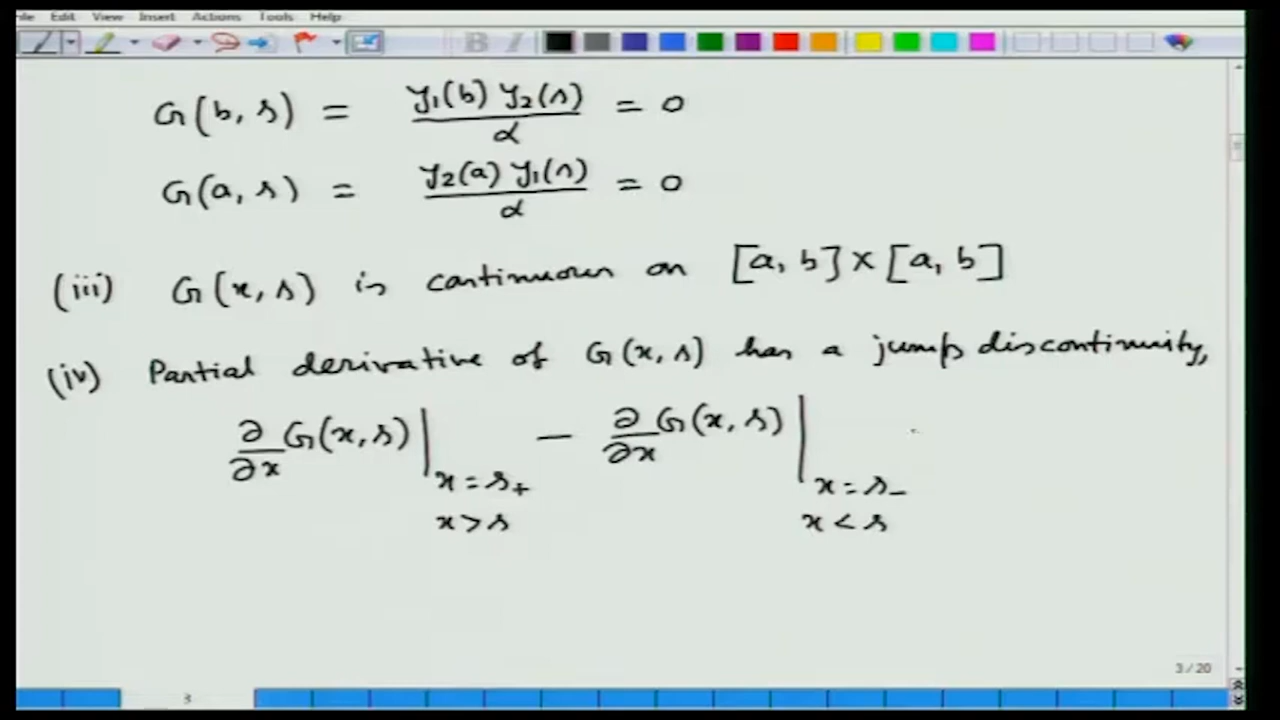 File Edit View Insert Actions Tools Help
B I
G(b, s) = y₁(b) y₂(s) / α = 0
G(a, s) = y₂(a) y₁(s) / α = 0
(iii) G(x, s) is continuous on [a, b] × [a, b]
(iv) Partial derivative of G(x, s) has a jump discontinuity,
∂/∂x G(x, s) | x = s₊ − ∂/∂x G(x, s) | x = s₋
x > s x < s
3 / 20
3